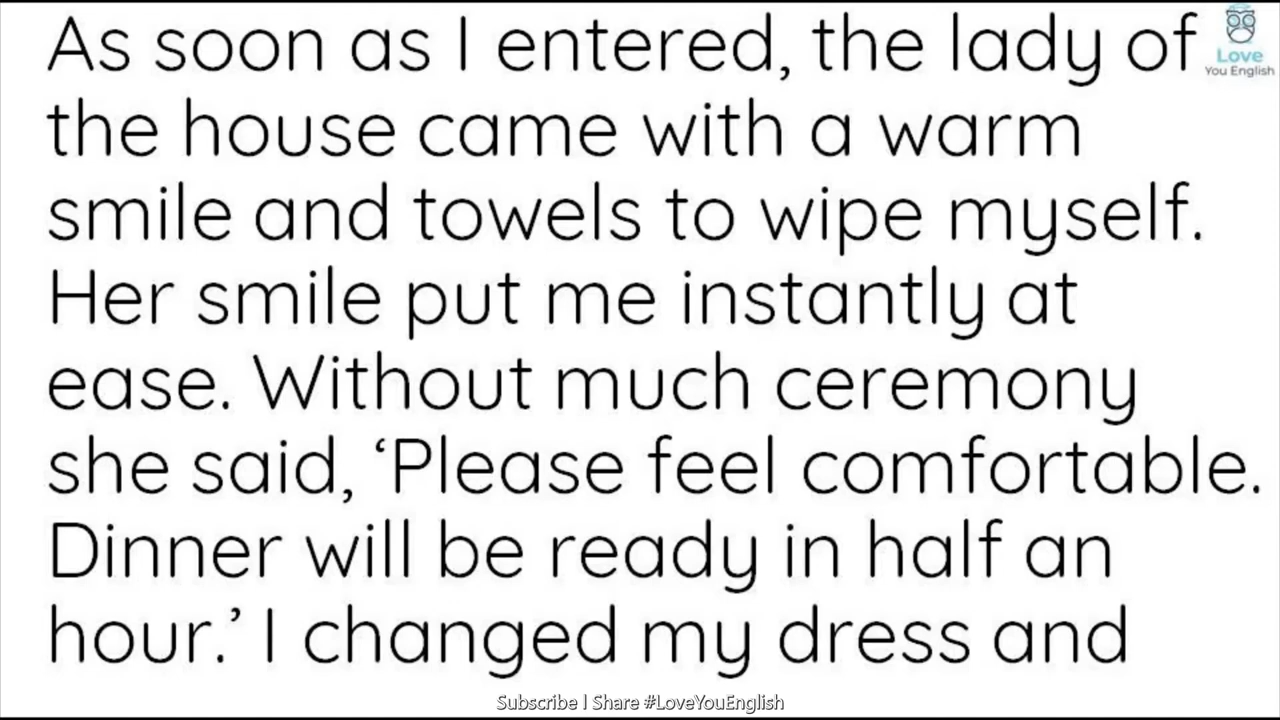 As soon as I entered, the lady of
the house came with a warm
smile and towels to wipe myself.
Her smile put me instantly at
ease. Without much ceremony
she said, ‘Please feel comfortable.
Dinner will be ready in half an
hour.’ I changed my dress and
Love
You English
Subscribe | Share #LoveYouEnglish